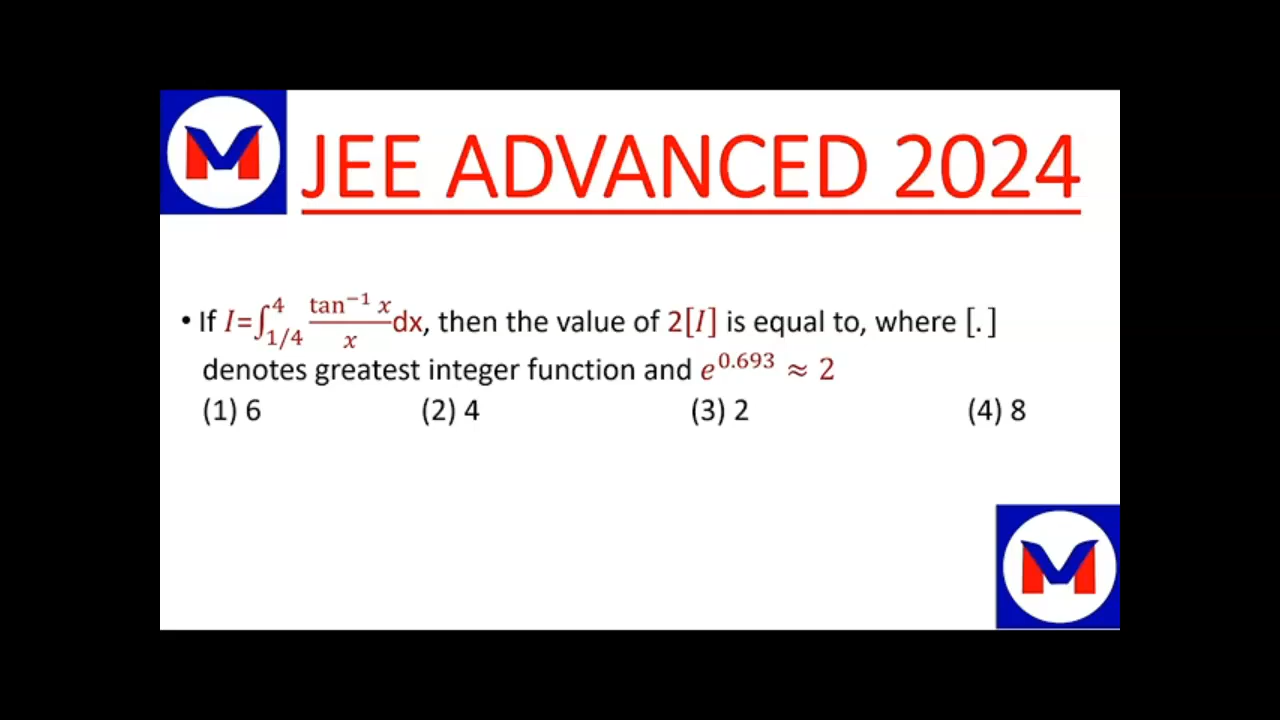 JEE ADVANCED 2024
• If I=∫_{1/4}^{4} \frac{tan⁻¹ x}{x}dx, then the value of 2[I] is equal to, where [.]
denotes greatest integer function and e^{0.693} ≈ 2
(1) 6 (2) 4 (3) 2 (4) 8